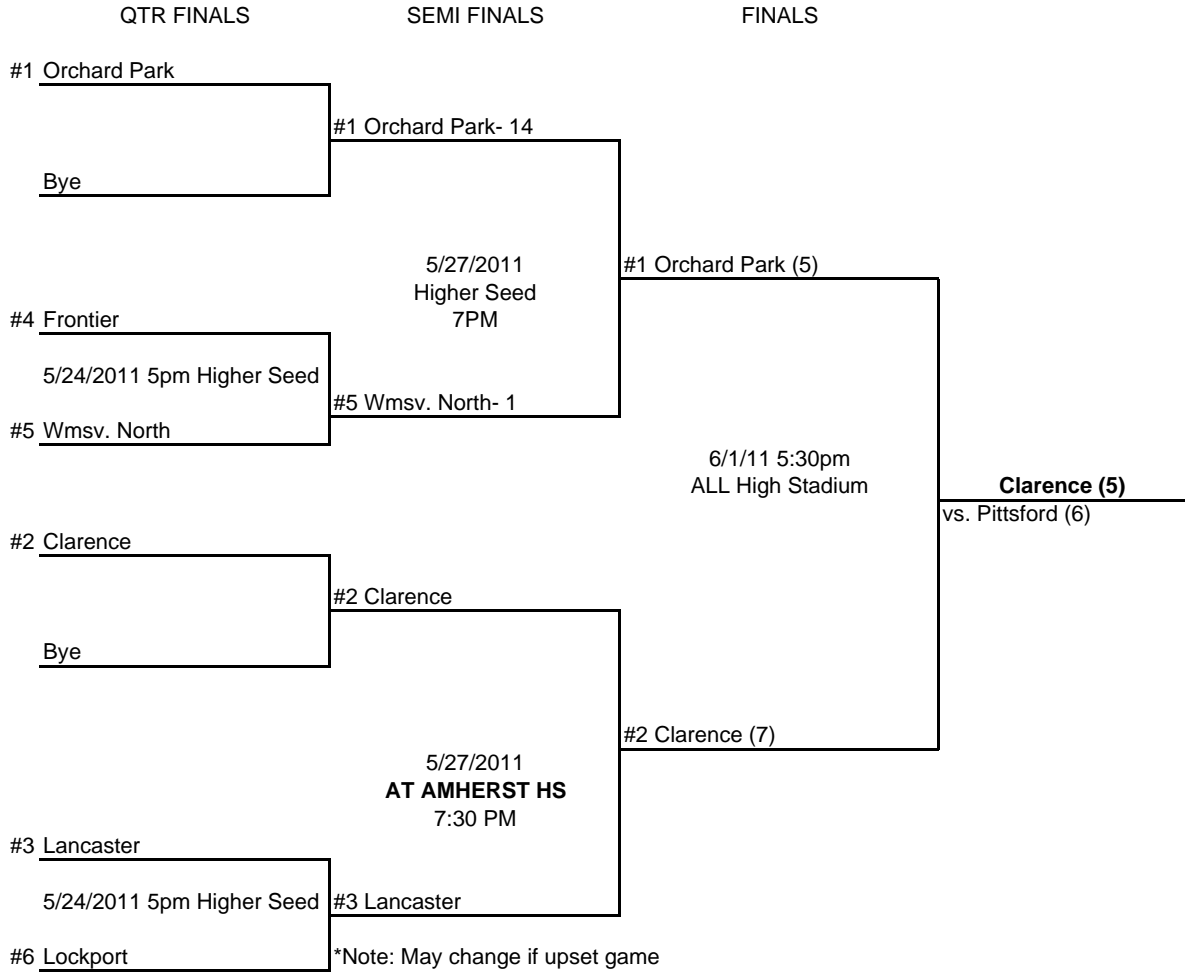 QTR FINALS SEMI FINALS FINALS
#1 Orchard Park
#1 Orchard Park- 14
Bye
5/27/2011
Higher Seed
7PM
#1 Orchard Park (5)
#4 Frontier
5/24/2011 5pm Higher Seed
#5 Wmsv. North- 1
#5 Wmsv. North
6/1/11 5:30pm
ALL High Stadium
Clarence (5)
vs. Pittsford (6)
#2 Clarence
#2 Clarence
Bye
#2 Clarence (7)
5/27/2011
AT AMHERST HS
7:30 PM
#3 Lancaster
5/24/2011 5pm Higher Seed
#3 Lancaster
#6 Lockport
*Note: May change if upset game